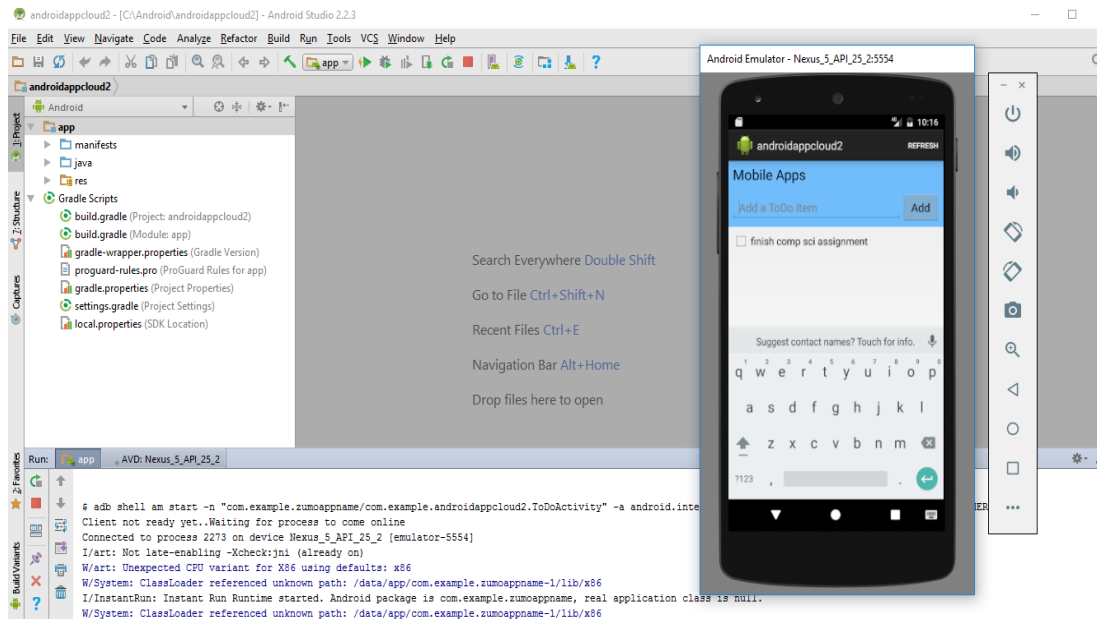 androidappcloud2 - [C:\Android\androidappcloud2] - Android Studio 2.2.3
File Edit View Navigate Code Analyze Refactor Build Run Tools VCS Window Help
app
androidappcloud2
Android
1: Project
7: Structure
Captures
2: Favorites
Build Variants
app
manifests
java
res
Gradle Scripts
build.gradle (Project: androidappcloud2)
build.gradle (Module: app)
gradle-wrapper.properties (Gradle Version)
proguard-rules.pro (ProGuard Rules for app)
gradle.properties (Project Properties)
settings.gradle (Project Settings)
local.properties (SDK Location)
Search Everywhere Double Shift
Go to File Ctrl+Shift+N
Recent Files Ctrl+E
Navigation Bar Alt+Home
Drop files here to open
Android Emulator - Nexus_5_API_25_2:5554
10:16
androidappcloud2 REFRESH
Mobile Apps
Add a ToDo item Add
finish comp sci assignment
Suggest contact names? Touch for info.
1 2 3 4 5 6 7 8 9 0
q w e r t y u i o p
a s d f g h j k l
z x c v b n m
?123 , .
Run: app AVD: Nexus_5_API_25_2
$ adb shell am start -n "com.example.zumoappname/com.example.androidappcloud2.ToDoActivity" -a android.inte
Client not ready yet..Waiting for process to come online
Connected to process 2273 on device Nexus_5_API_25_2 [emulator-5554]
I/art: Not late-enabling -Xcheck:jni (already on)
W/art: Unexpected CPU variant for X86 using defaults: x86
W/System: ClassLoader referenced unknown path: /data/app/com.example.zumoappname-1/lib/x86
I/InstantRun: Instant Run Runtime started. Android package is com.example.zumoappname, real application class is null.
W/System: ClassLoader referenced unknown path: /data/app/com.example.zumoappname-1/lib/x86